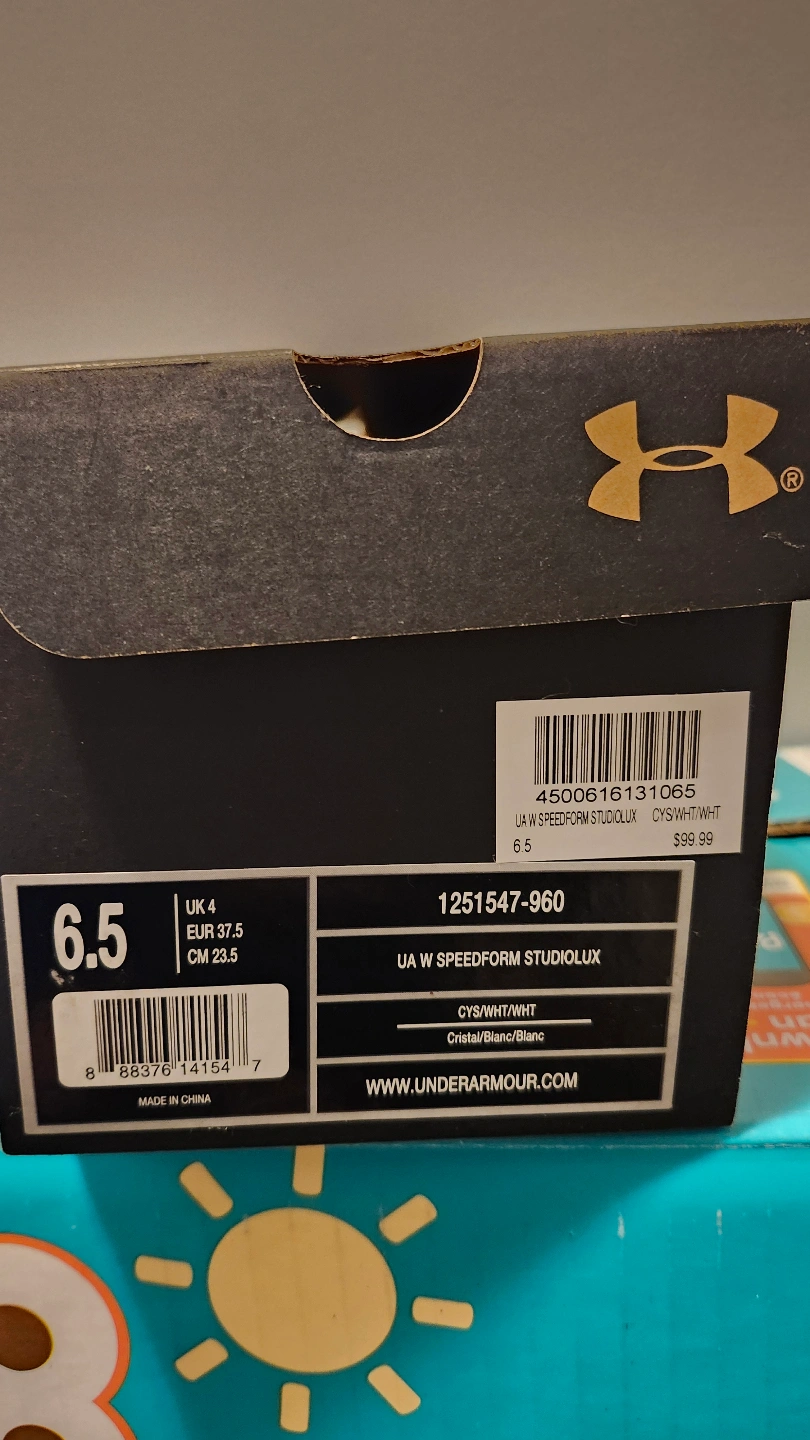 ®
4500616131065
UA W SPEEDFORM STUDIOLUX CYS/WHT/WHT
6.5 $99.99
6.5
UK 4
EUR 37.5
CM 23.5
8 88376 14154 7
MADE IN CHINA
1251547-960
UA W SPEEDFORM STUDIOLUX
CYS/WHT/WHT
Cristal/Blanc/Blanc
WWW.UNDERARMOUR.COM
8